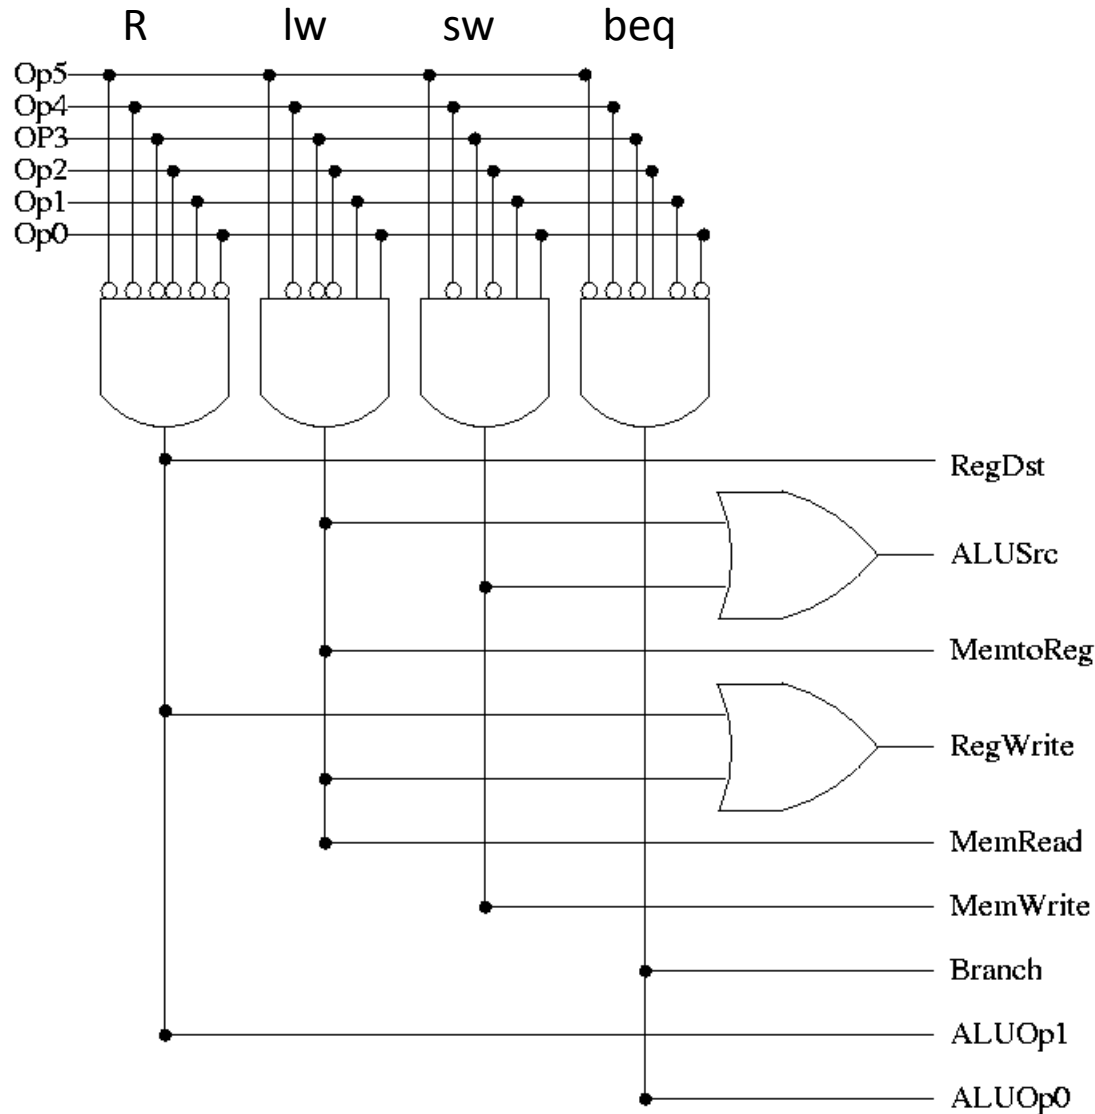 R lw sw beq
Op5
Op4
OP3
Op2
Op1
Op0
RegDst
ALUSrc
MemtoReg
RegWrite
MemRead
MemWrite
Branch
ALUOp1
ALUOp0